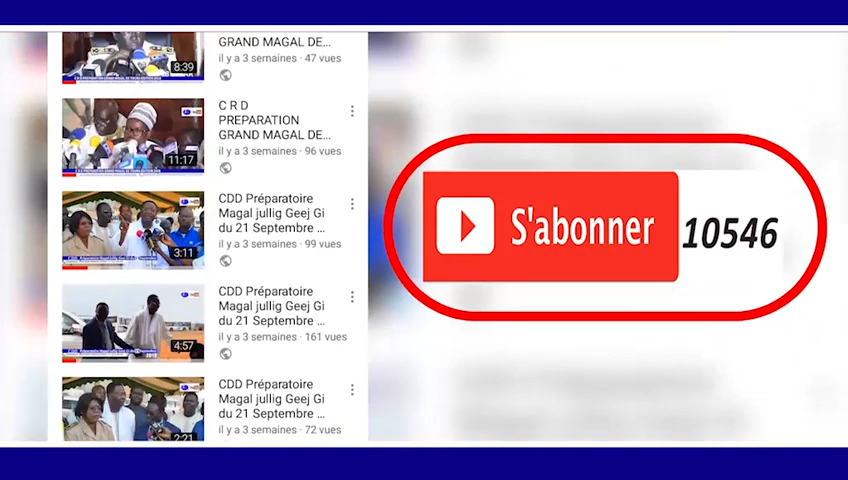 GRAND MAGAL DE...
il y a 3 semaines · 47 vues
8:39
C R D
PREPARATION
GRAND MAGAL DE...
il y a 3 semaines · 96 vues
11:17
CDD Préparatoire
Magal jullig Geej Gi
du 21 Septembre ...
il y a 3 semaines · 99 vues
3:11
CDD Préparatoire
Magal jullig Geej Gi
du 21 Septembre ...
il y a 3 semaines · 161 vues
4:57
CDD Préparatoire
Magal jullig Geej Gi
du 21 Septembre ...
il y a 3 semaines · 72 vues
2:21
S'abonner
10546